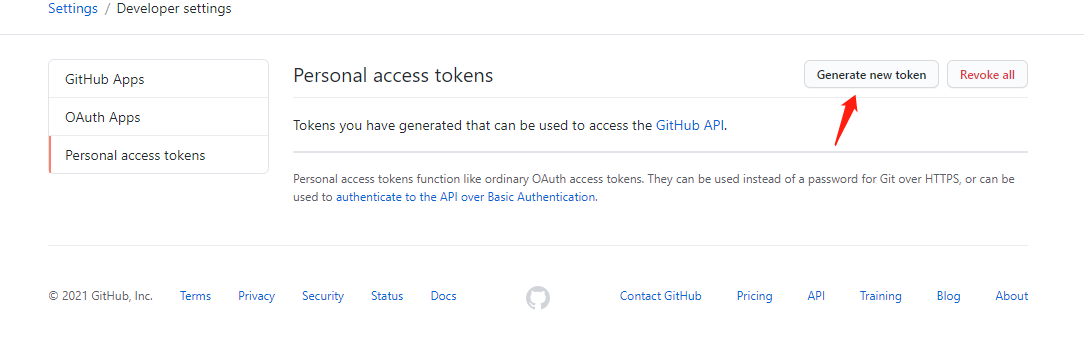 Settings / Developer settings
GitHub Apps
OAuth Apps
Personal access tokens
Personal access tokens
Generate new token
Revoke all
Tokens you have generated that can be used to access the GitHub API.
Personal access tokens function like ordinary OAuth access tokens. They can be used instead of a password for Git over HTTPS, or can be
used to authenticate to the API over Basic Authentication.
© 2021 GitHub, Inc. Terms Privacy Security Status Docs Contact GitHub Pricing API Training Blog About